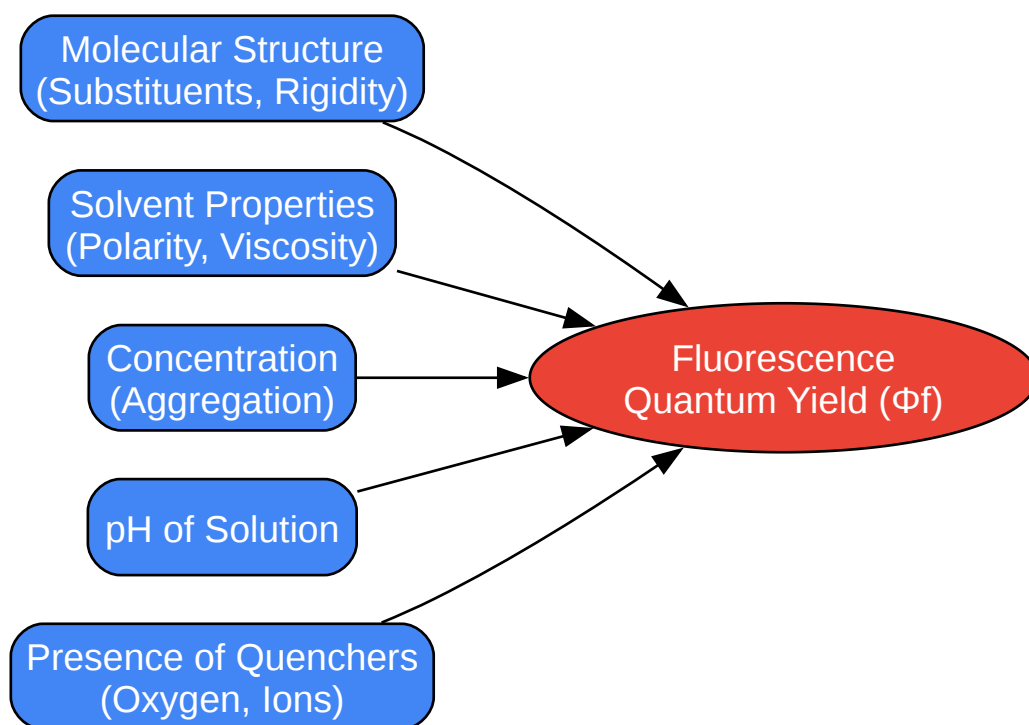 Molecular Structure
(Substituents, Rigidity)
Solvent Properties
(Polarity, Viscosity)
Concentration
(Aggregation)
pH of Solution
Presence of Quenchers
(Oxygen, Ions)
Fluorescence
Quantum Yield (Φf)